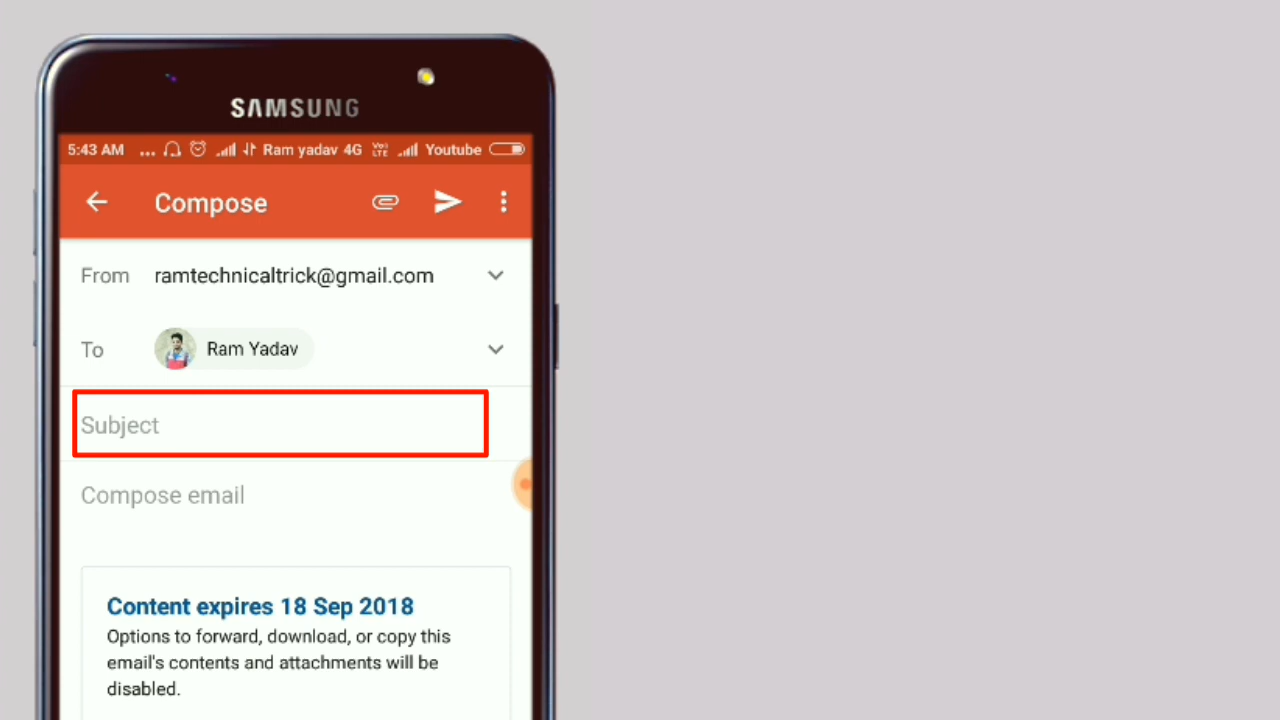 SAMSUNG
5:43 AM ... Ram yadav 4G VoLTE Youtube
Compose
From ramtechnicaltrick@gmail.com
To Ram Yadav
Subject
Compose email
Content expires 18 Sep 2018
Options to forward, download, or copy this
email's contents and attachments will be
disabled.